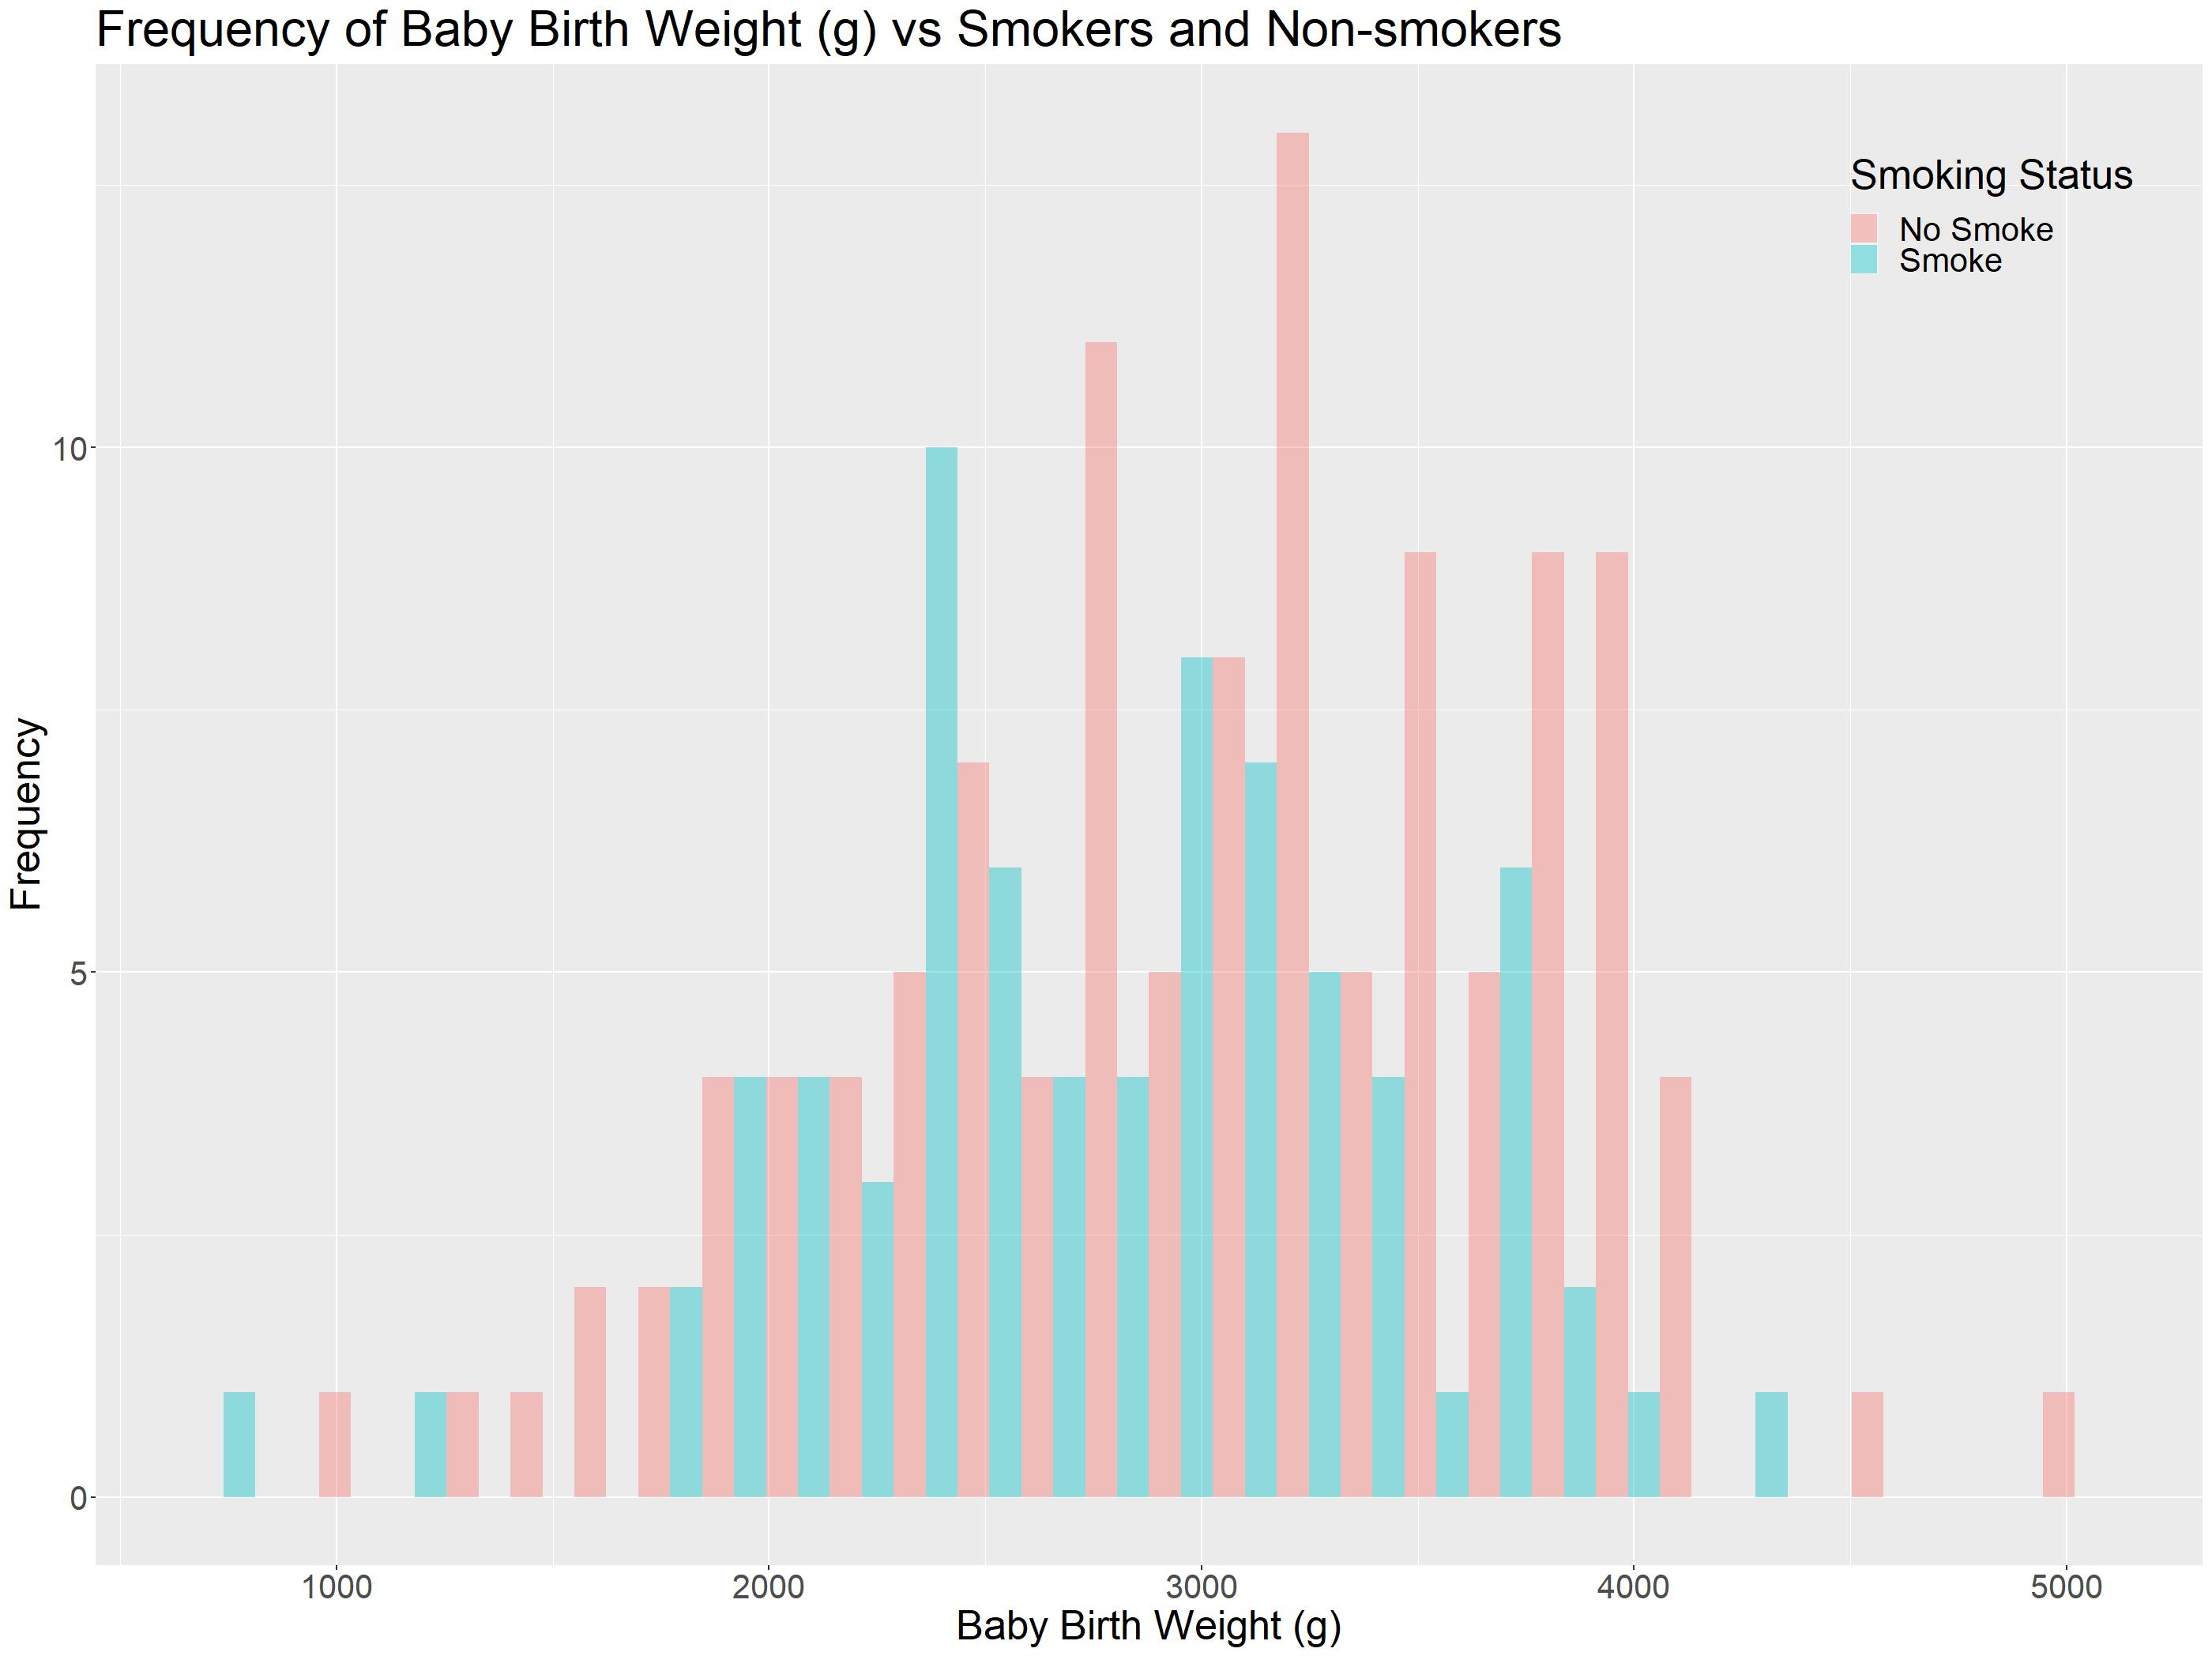 Frequency of Baby Birth Weight (g) vs Smokers and Non-smokers
Smoking Status
No Smoke
Smoke
10
5
0
Frequency
1000 2000 3000 4000 5000
Baby Birth Weight (g)